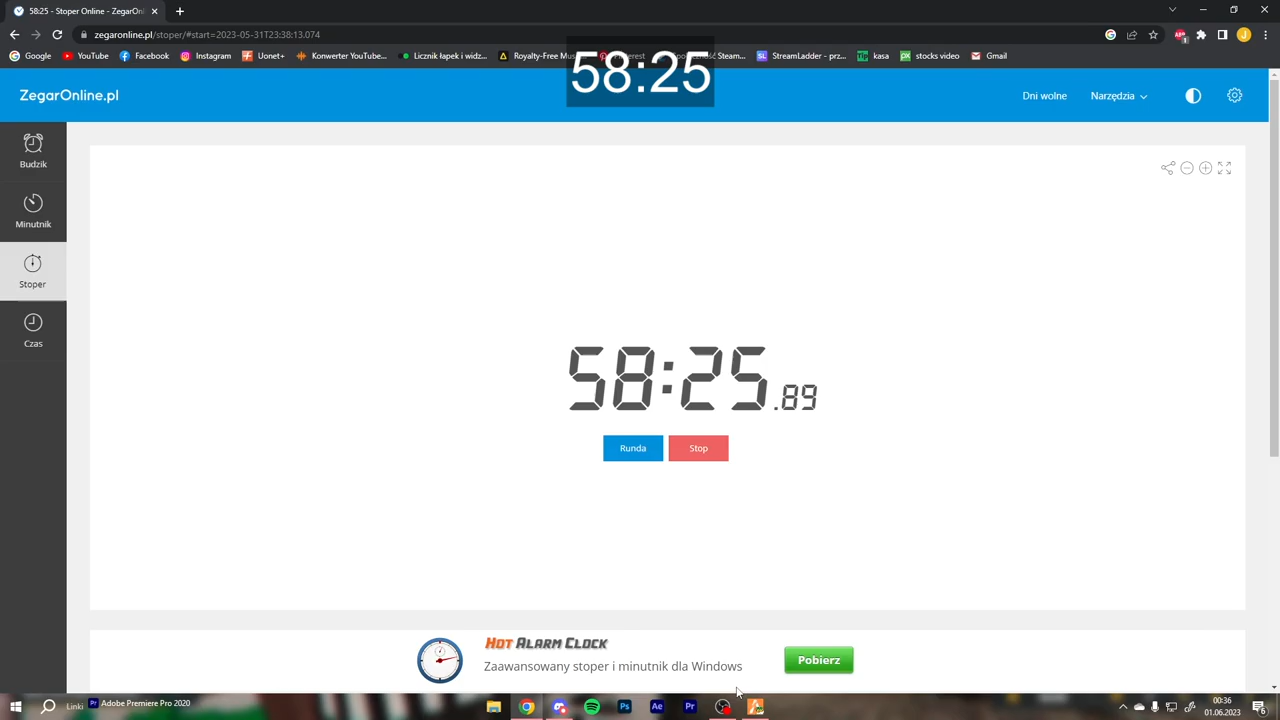 58:25 - Stoper - ZegarOnl
zegaronline.pl/stoper/#start=2023-05-31T23:38:13.074
Google
YouTube
Facebook
Instagram
Uonet+
Konwerter YouTube...
Licznik łapek i widz...
Royalty-Free Mus
Steam...
StreamLadder - prz...
kasa
stocks video
Gmail
58:25
ZegarOnline.pl
Dni wolne
Narzędzia
Budzik
Minutnik
Stoper
Czas
58:25.89
Runda
Stop
HOT ALARM CLOCK
Zaawansowany stoper i minutnik dla Windows
Pobierz
Linki
Adobe Premiere Pro 2020
00:36
01.06.2023